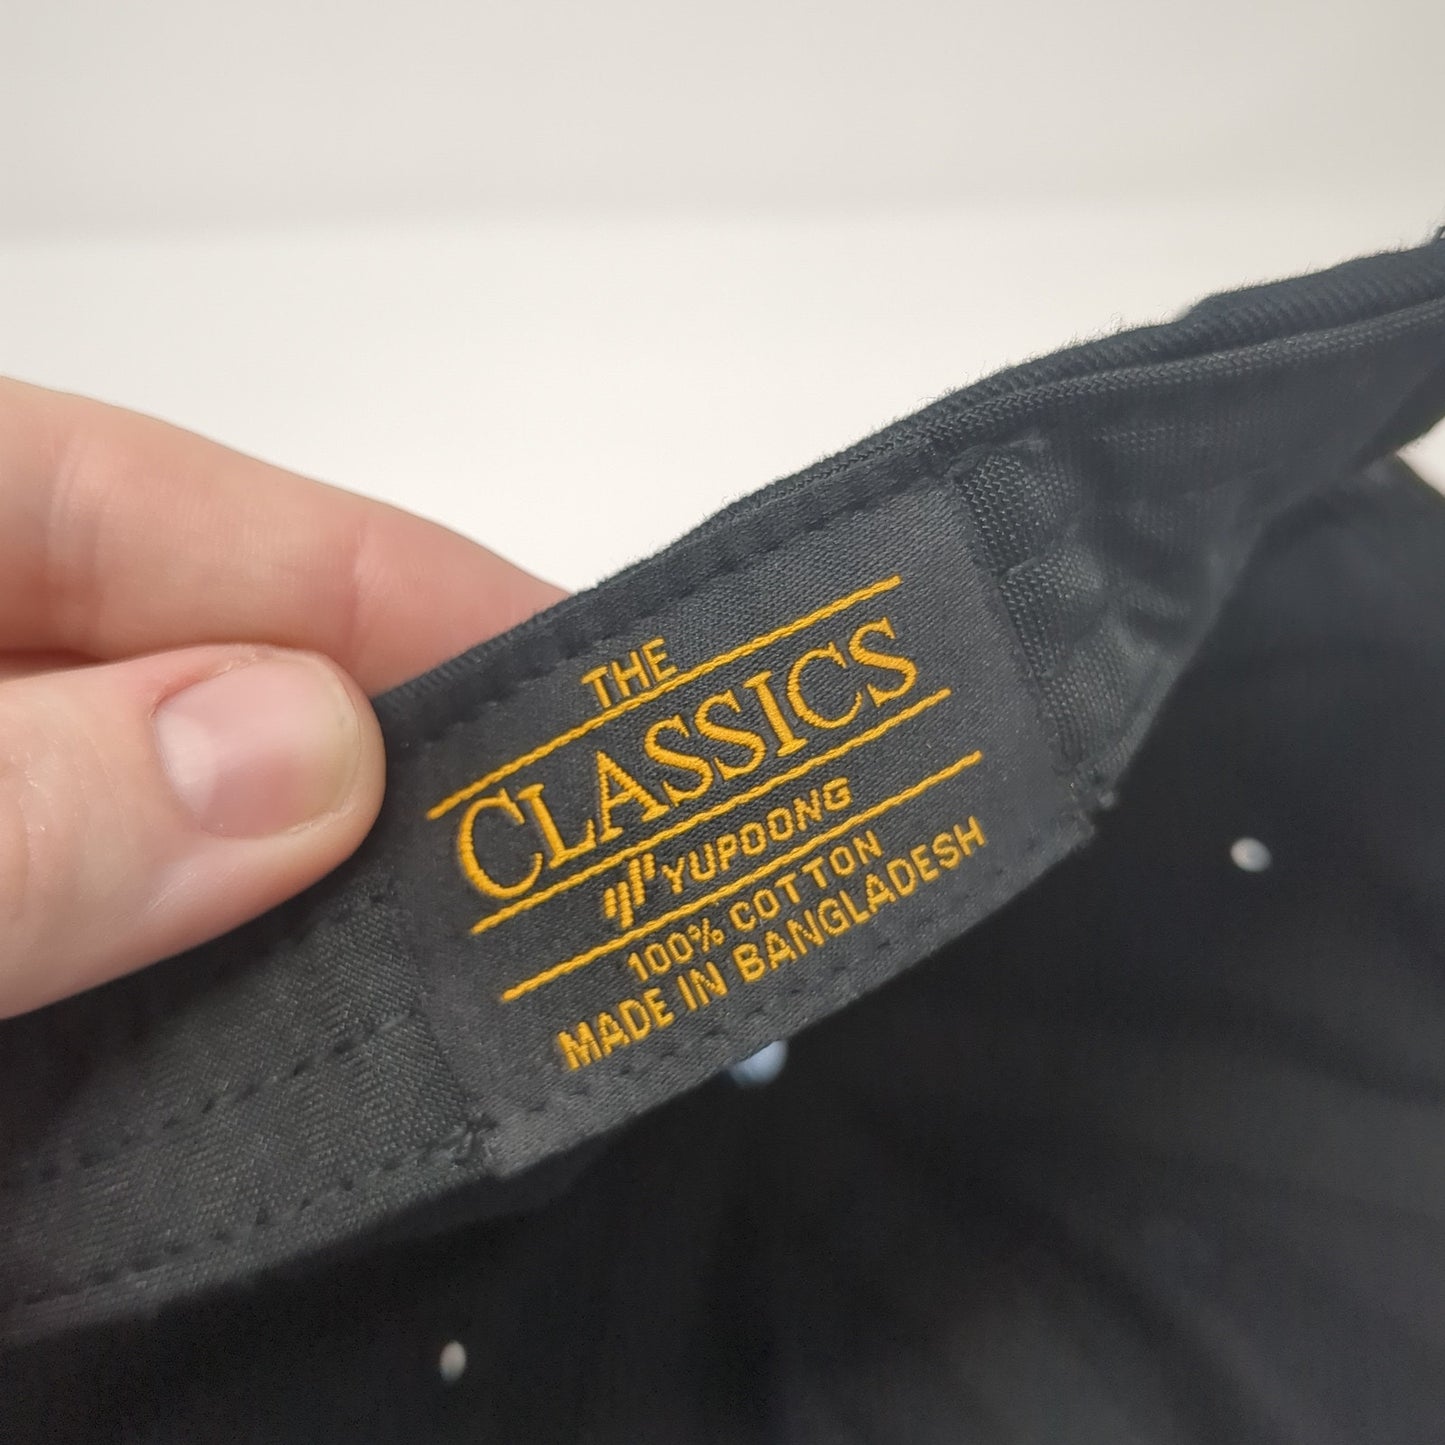 THE
CLASSICS
YUPOONG
100% COTTON
MADE IN BANGLADESH